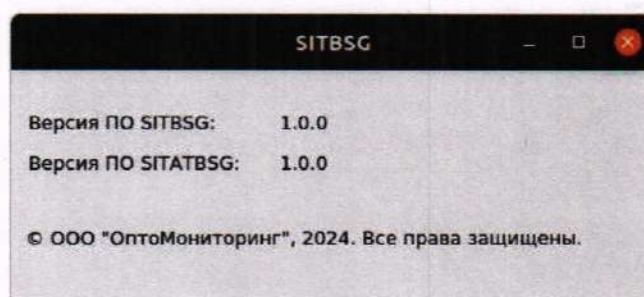 SITBSG
Версия ПО SITBSG: 1.0.0
Версия ПО SITATBSG: 1.0.0
© ООО "ОптоМониторинг", 2024. Все права защищены.